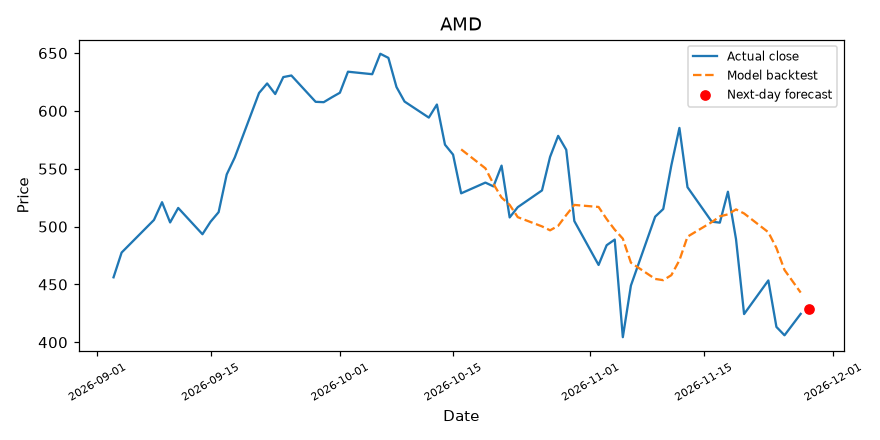 AMD
Actual close
Model backtest
Next-day forecast
650
600
550
500
450
400
Price
2026-09-01
2026-09-15
2026-10-01
2026-10-15
2026-11-01
2026-11-15
2026-12-01
Date